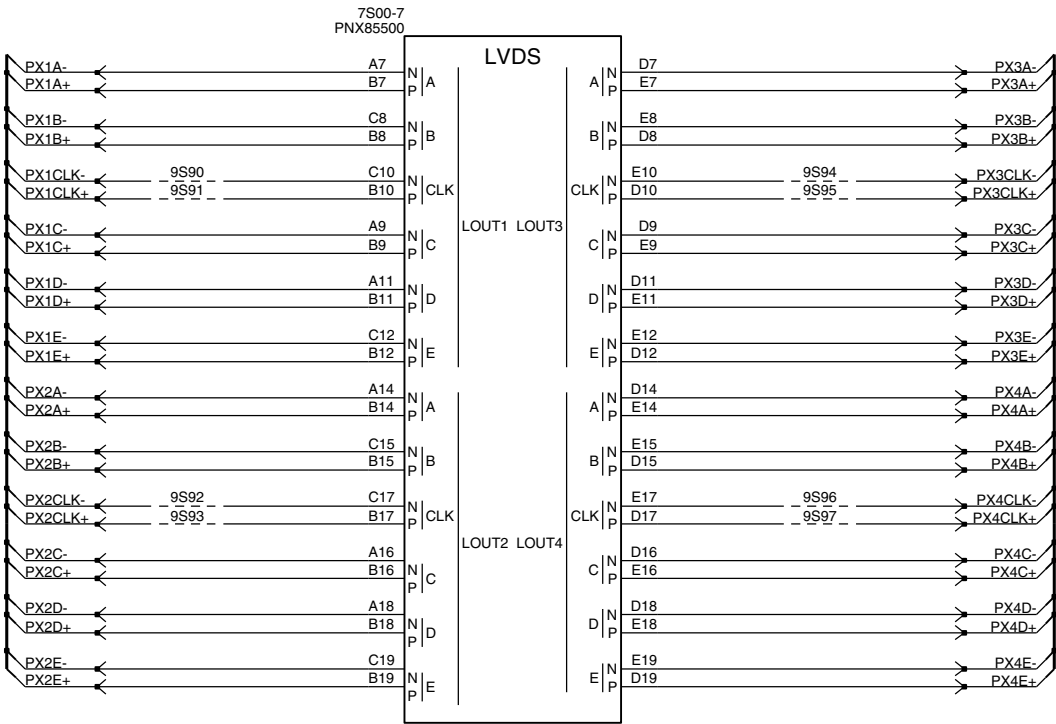 7S00-7
PNX85500
LVDS
PX1A- A7 N D7 PX3A-
PX1A+ B7 P A A P E7 PX3A+
PX1B- C8 N N E8 PX3B-
PX1B+ B8 P B B P D8 PX3B+
PX1CLK- 9S90 C10 N N E10 9S94 PX3CLK-
PX1CLK+ 9S91 B10 P CLK CLK P D10 9S95 PX3CLK+
LOUT1 LOUT3
PX1C- A9 N N D9 PX3C-
PX1C+ B9 P C C P E9 PX3C+
PX1D- A11 N N D11 PX3D-
PX1D+ B11 P D D P E11 PX3D+
PX1E- C12 N N E12 PX3E-
PX1E+ B12 P E E P D12 PX3E+
PX2A- A14 N N D14 PX4A-
PX2A+ B14 P A A P E14 PX4A+
PX2B- C15 N N E15 PX4B-
PX2B+ B15 P B B P D15 PX4B+
PX2CLK- 9S92 C17 N N E17 9S96 PX4CLK-
PX2CLK+ 9S93 B17 P CLK CLK P D17 9S97 PX4CLK+
LOUT2 LOUT4
PX2C- A16 N N D16 PX4C-
PX2C+ B16 P C C P E16 PX4C+
PX2D- A18 N N D18 PX4D-
PX2D+ B18 P D D P E18 PX4D+
PX2E- C19 N N E19 PX4E-
PX2E+ B19 P E E P D19 PX4E+